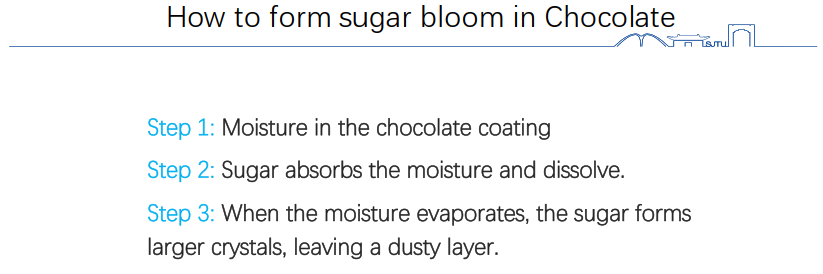 How to form sugar bloom in Chocolate
Step 1: Moisture in the chocolate coating
Step 2: Sugar absorbs the moisture and dissolve.
Step 3: When the moisture evaporates, the sugar forms
larger crystals, leaving a dusty layer.